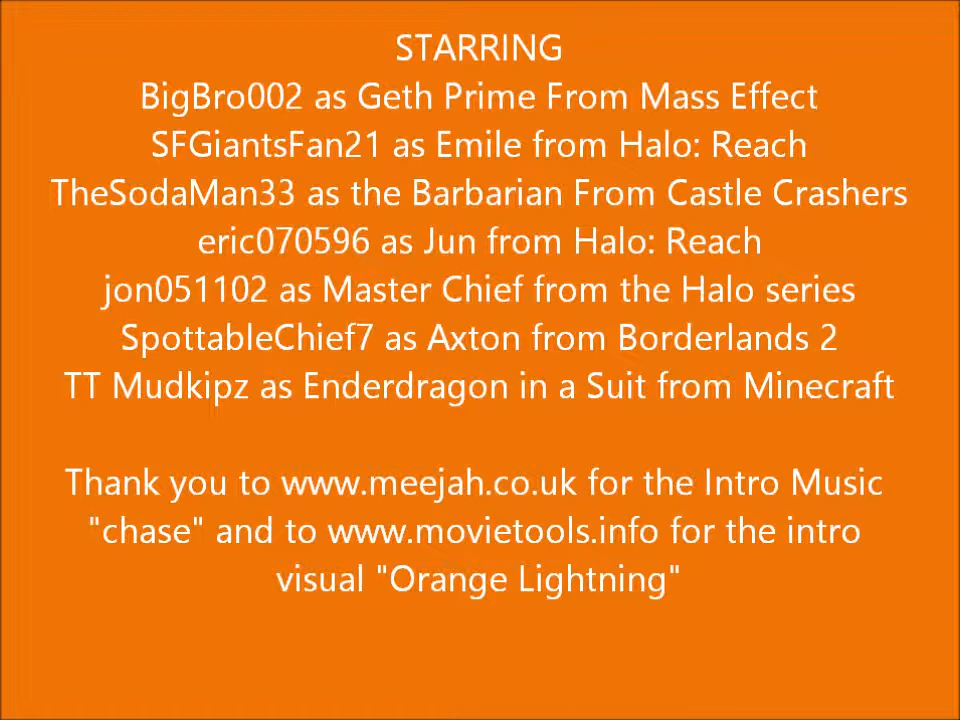 STARRING
BigBro002 as Geth Prime From Mass Effect
SFGiantsFan21 as Emile from Halo: Reach
TheSodaMan33 as the Barbarian From Castle Crashers
eric070596 as Jun from Halo: Reach
jon051102 as Master Chief from the Halo series
SpottableChief7 as Axton from Borderlands 2
TT Mudkipz as Enderdragon in a Suit from Minecraft
Thank you to www.meejah.co.uk for the Intro Music
"chase" and to www.movietools.info for the intro
visual "Orange Lightning"